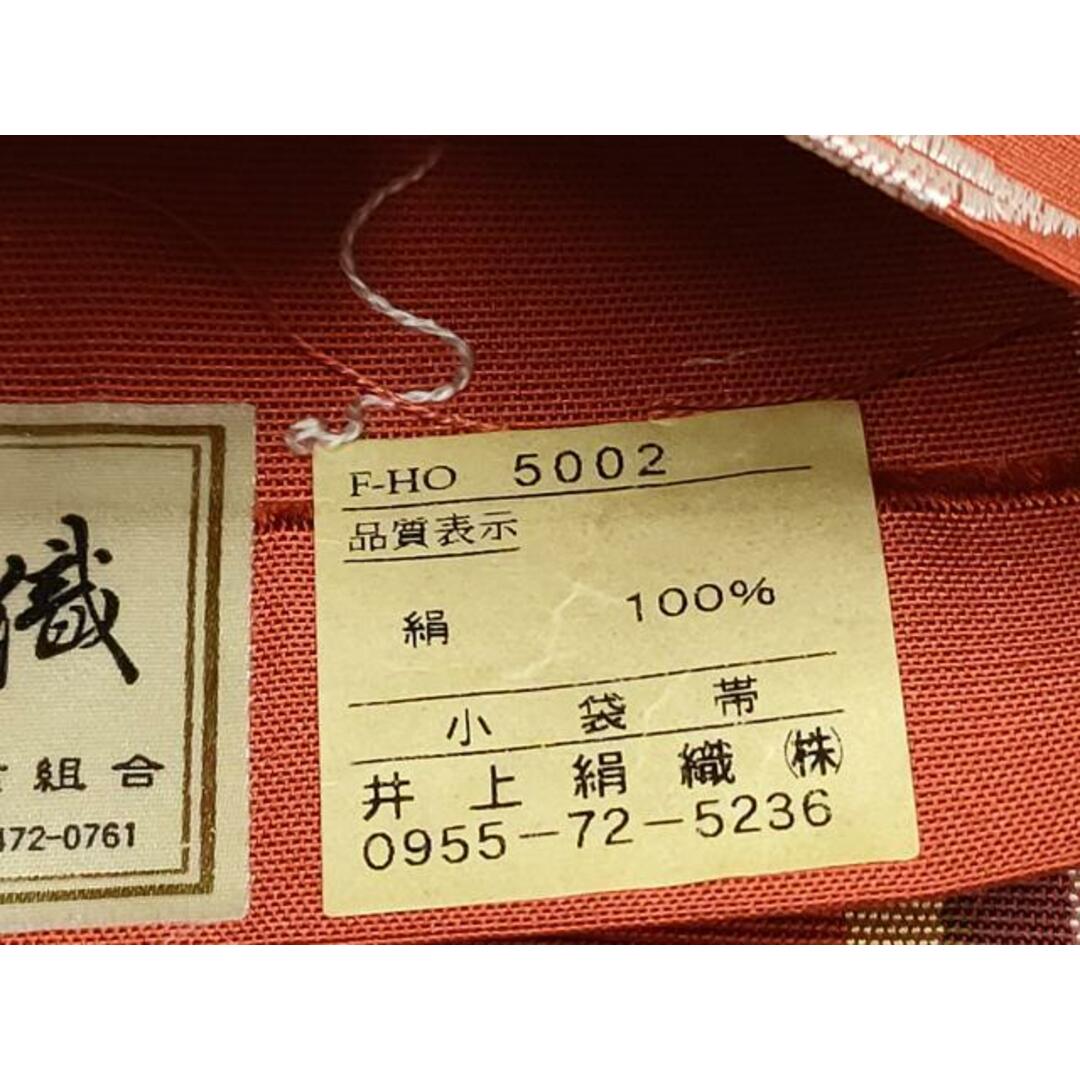 織
組合
472-0761
F-HO 5002
品質表示
絹 100%
小袋帯
井上絹織㈱
0955-72-5236